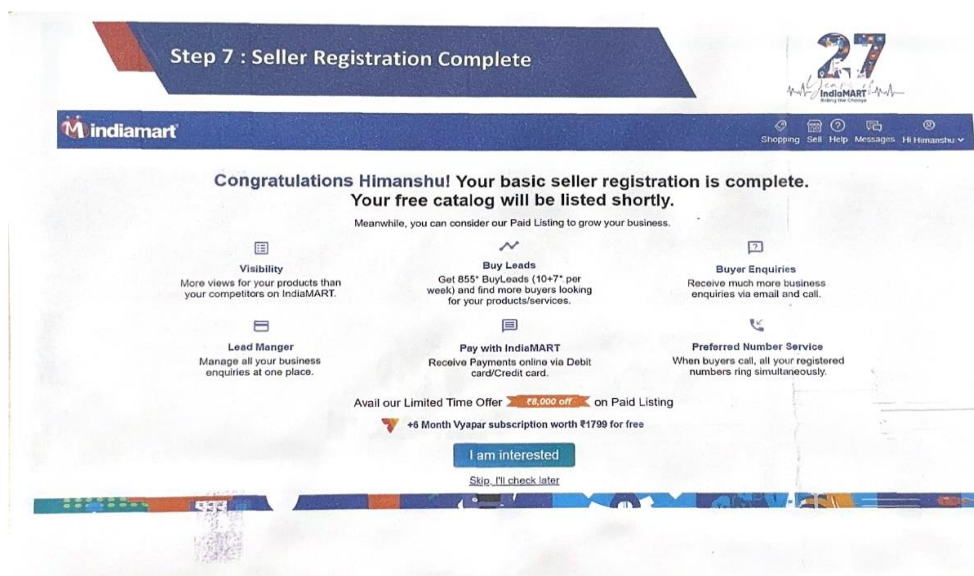 Step 7 : Seller Registration Complete
27
Years of
IndiaMART
indiamart
Shopping Sell Help Messages Hi Himanshu
Congratulations Himanshu! Your basic seller registration is complete.
Your free catalog will be listed shortly.
Meanwhile, you can consider our Paid Listing to grow your business.
Visibility
More views for your products than
your competitors on IndiaMART.
Buy Leads
Get 855* BuyLeads (10+7* per
week) and find more buyers looking
for your products/services.
Buyer Enquiries
Receive much more business
enquiries via email and call.
Lead Manger
Manage all your business
enquiries at one place.
Pay with IndiaMART
Receive Payments online via Debit
card/Credit card.
Preferred Number Service
When buyers call, all your registered
numbers ring simultaneously.
Avail our Limited Time Offer ₹8,000 off on Paid Listing
+6 Month Vyapar subscription worth ₹1799 for free
I am interested
Skip, I'll check later